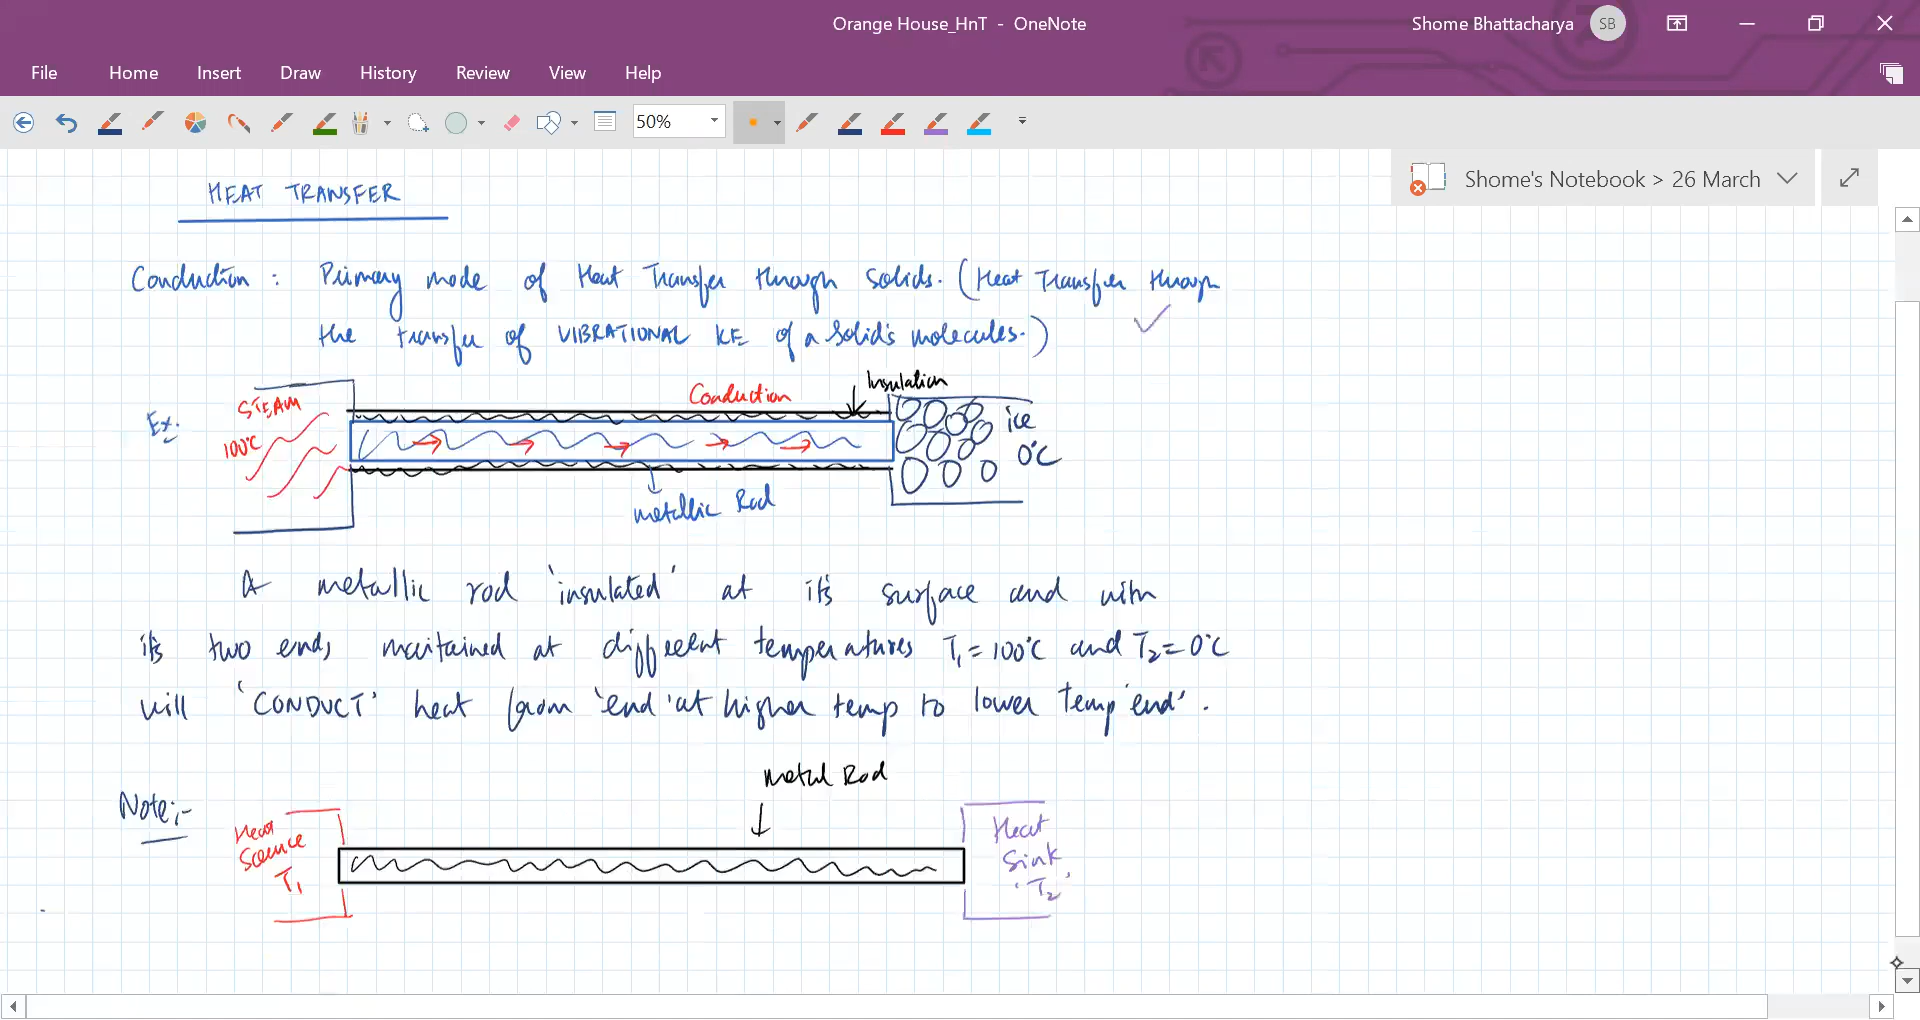 Orange House_HnT - OneNote
Shome Bhattacharya SB
File Home Insert Draw History Review View Help
50%
Shome's Notebook > 26 March
HEAT TRANSFER
Conduction : Primary mode of Heat Transfer through solids. (Heat Transfer through
the transfer of VIBRATIONAL KE of a solid's molecules.)
Ex:
STEAM
100°C
Conduction
Insulation
ice
0°C
metallic Rod
A metallic rod 'insulated' at it's surface and with
it's two ends maitained at different temperatures T₁ = 100°C and T₂ = 0°C
will 'CONDUCT' heat from 'end' at higher temp to lower temp 'end'.
Metal Rod
Note:-
Heat
Source
T₁
Heat
Sink
'T₂'